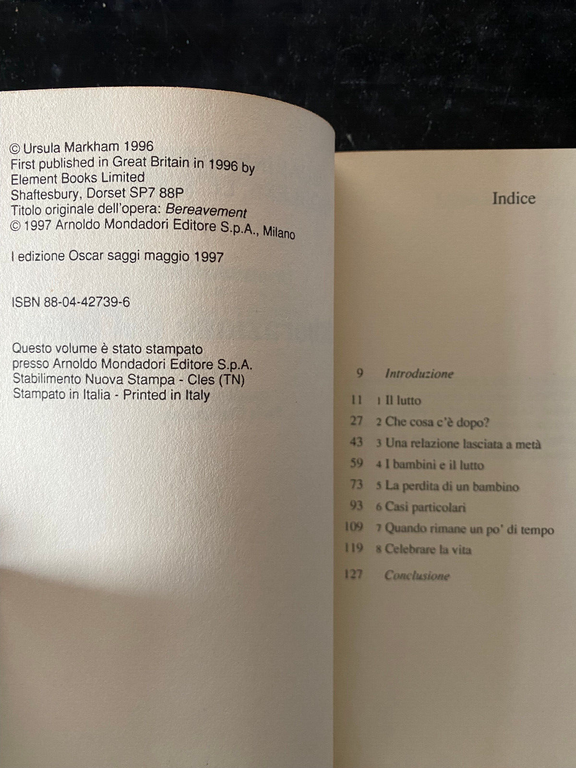 © Ursula Markham 1996
First published in Great Britain in 1996 by
Element Books Limited
Shaftesbury, Dorset SP7 88P
Titolo originale dell'opera: Bereavement
© 1997 Arnoldo Mondadori Editore S.p.A., Milano
I edizione Oscar saggi maggio 1997
ISBN 88-04-42739-6
Questo volume è stato stampato
presso Arnoldo Mondadori Editore S.p.A.
Stabilimento Nuova Stampa - Cles (TN)
Stampato in Italia - Printed in Italy
Indice
9 Introduzione
11 1 Il lutto
27 2 Che cosa c'è dopo?
43 3 Una relazione lasciata a metà
59 4 I bambini e il lutto
73 5 La perdita di un bambino
93 6 Casi particolari
109 7 Quando rimane un po' di tempo
119 8 Celebrare la vita
127 Conclusione